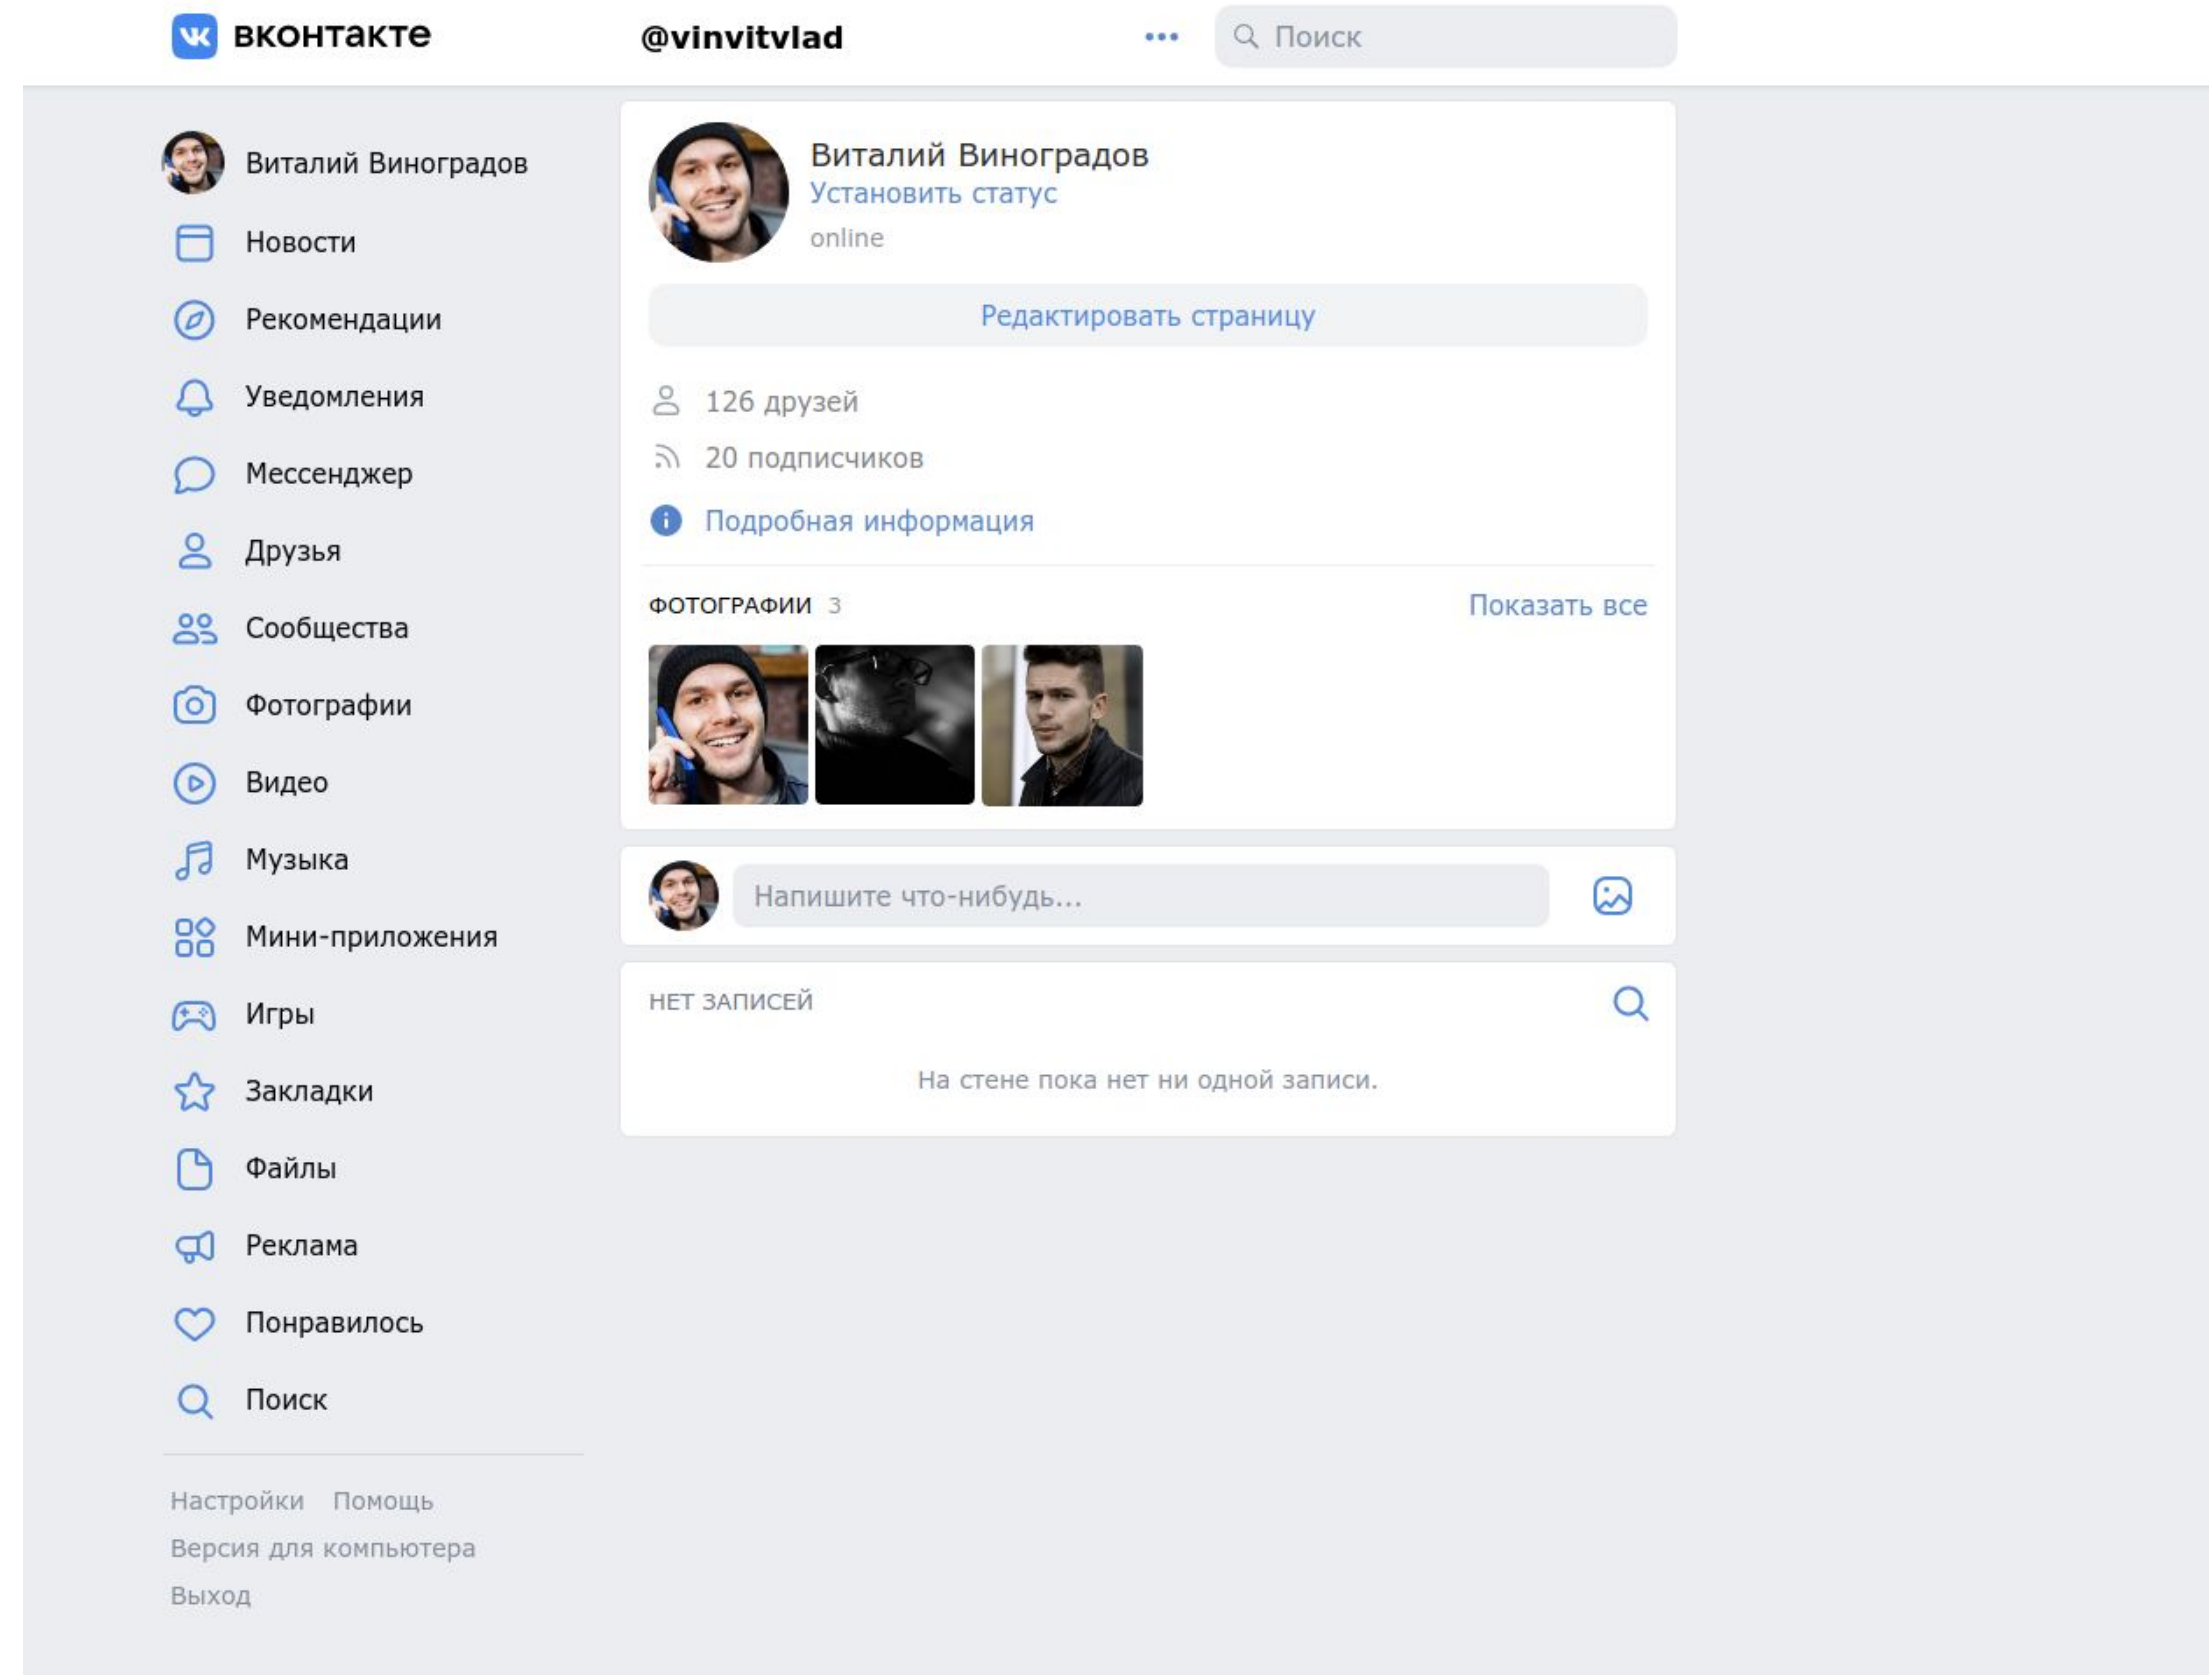 вконтакте
@vinvitvlad
Поиск
Виталий Виноградов
Новости
Рекомендации
Уведомления
Мессенджер
Друзья
Сообщества
Фотографии
Видео
Музыка
Мини-приложения
Игры
Закладки
Файлы
Реклама
Понравилось
Поиск
Настройки Помощь
Версия для компьютера
Выход
Виталий Виноградов
Установить статус
online
Редактировать страницу
126 друзей
20 подписчиков
Подробная информация
ФОТОГРАФИИ 3
Показать все
Напишите что-нибудь...
НЕТ ЗАПИСЕЙ
На стене пока нет ни одной записи.